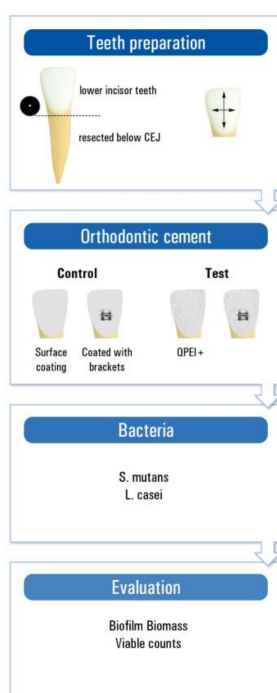 Teeth preparation
lower incisor teeth
resected below CEJ
Orthodontic cement
Control
Test
Surface coating
Coated with brackets
QPEI+
Bacteria
S. mutans
L. casei
Evaluation
Biofilm Biomass
Viable counts